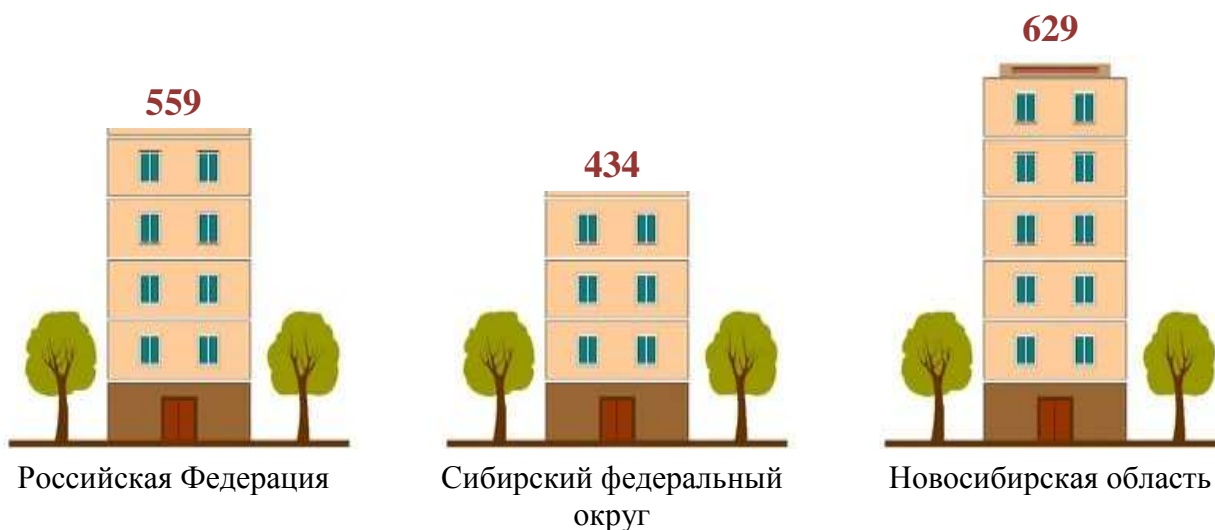 559
Российская Федерация
434
Сибирский федеральный
округ
629
Новосибирская область